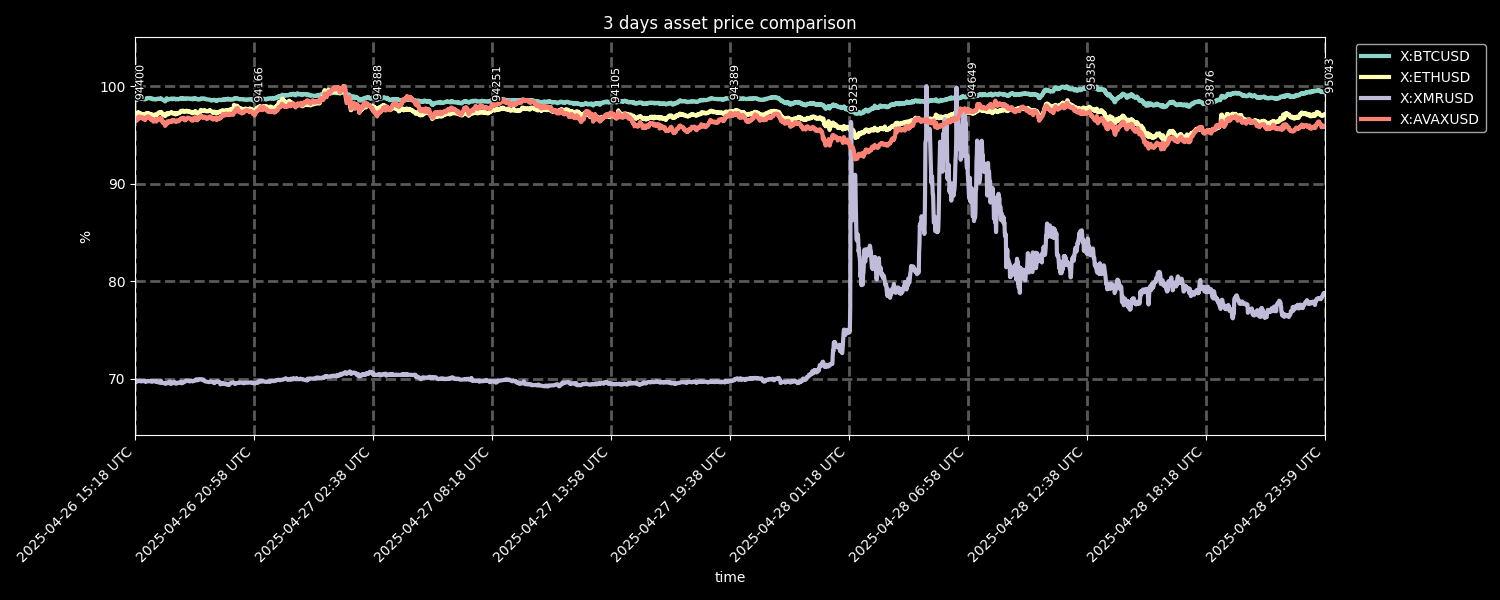 3 days asset price comparison
X:BTCUSD
X:ETHUSD
X:XMRUSD
X:AVAXUSD
100
90
80
70
%
94400
94166
94388
94251
94105
94389
93253
94649
95358
93876
95043
2025-04-26 15:18 UTC
2025-04-26 20:58 UTC
2025-04-27 02:38 UTC
2025-04-27 08:18 UTC
2025-04-27 13:58 UTC
2025-04-27 19:38 UTC
2025-04-28 01:18 UTC
2025-04-28 06:58 UTC
2025-04-28 12:38 UTC
2025-04-28 18:18 UTC
2025-04-28 23:59 UTC
time